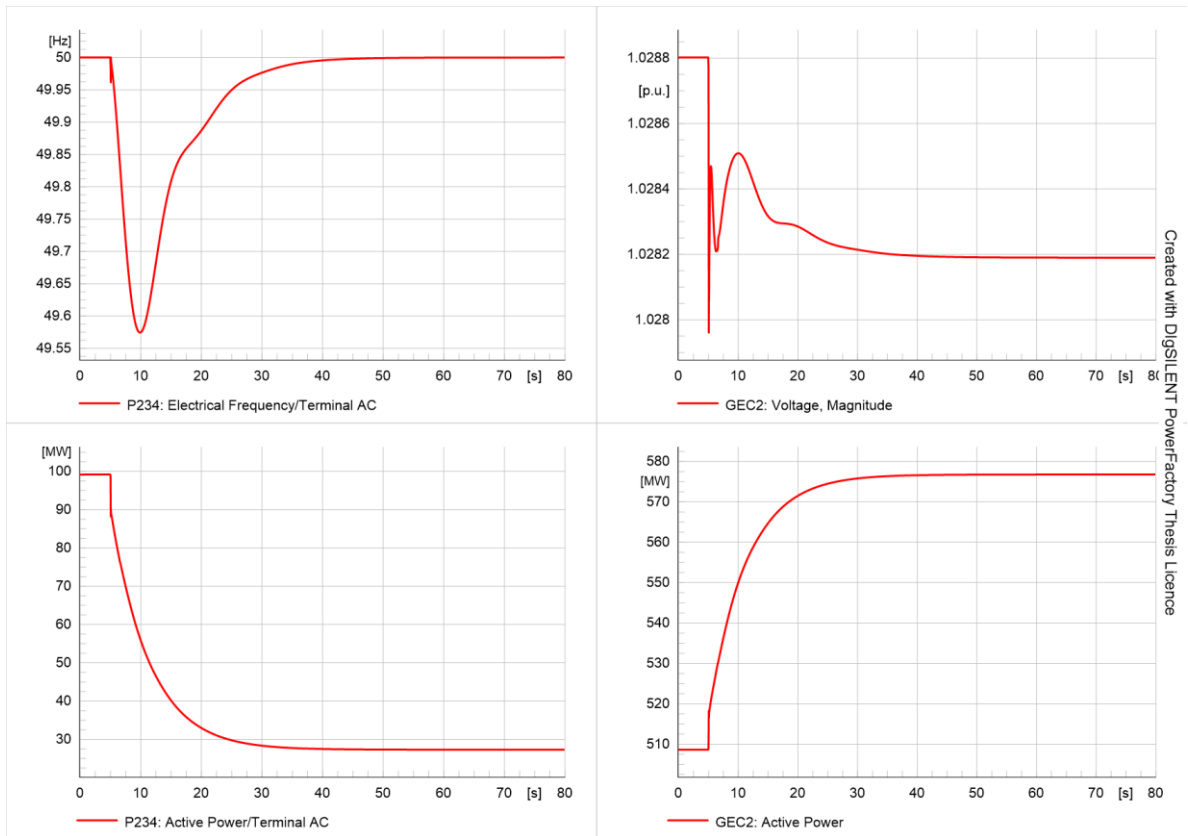 [Hz]
50
49.95
49.9
49.85
49.8
49.75
49.7
49.65
49.6
49.55
0 10 20 30 40 50 60 70 [s] 80
P234: Electrical Frequency/Terminal AC
1.0288
[p.u.]
1.0286
1.0284
1.0282
1.028
0 10 20 30 40 50 60 70 [s] 80
GEC2: Voltage, Magnitude
[MW]
100
90
80
70
60
50
40
30
0 10 20 30 40 50 60 70 [s] 80
P234: Active Power/Terminal AC
580
[MW]
570
560
550
540
530
520
510
0 10 20 30 40 50 60 70 [s] 80
GEC2: Active Power
Created with DIgSILENT PowerFactory Thesis Licence